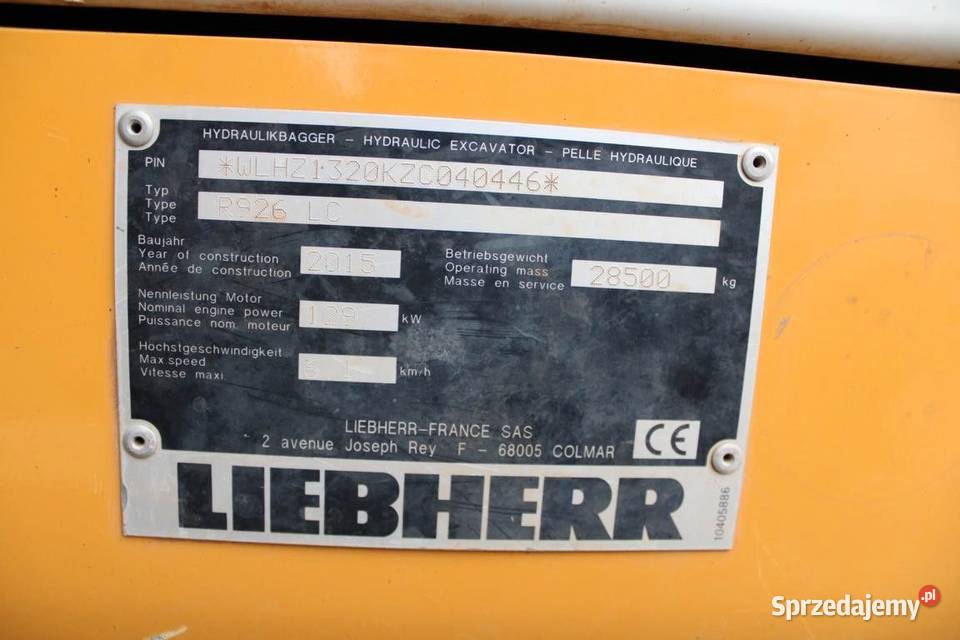 HYDRAULIKBAGGER - HYDRAULIC EXCAVATOR - PELLE HYDRAULIQUE
PIN *WLHZ1320KZC040446*
Typ
Type R926 LC
Type
Baujahr
Year of construction 2015
Année de construction
Betriebsgewicht
Operating mass 28500 kg
Masse en service
Nennleistung Motor
Nominal engine power 129 kW
Puissance nom. moteur
Höchstgeschwindigkeit
Max speed km/h
Vitesse maxi
LIEBHERR-FRANCE SAS
2 avenue Joseph Rey F - 68005 COLMAR
CE
LIEBHERR
10405886
Sprzedajemy.pl